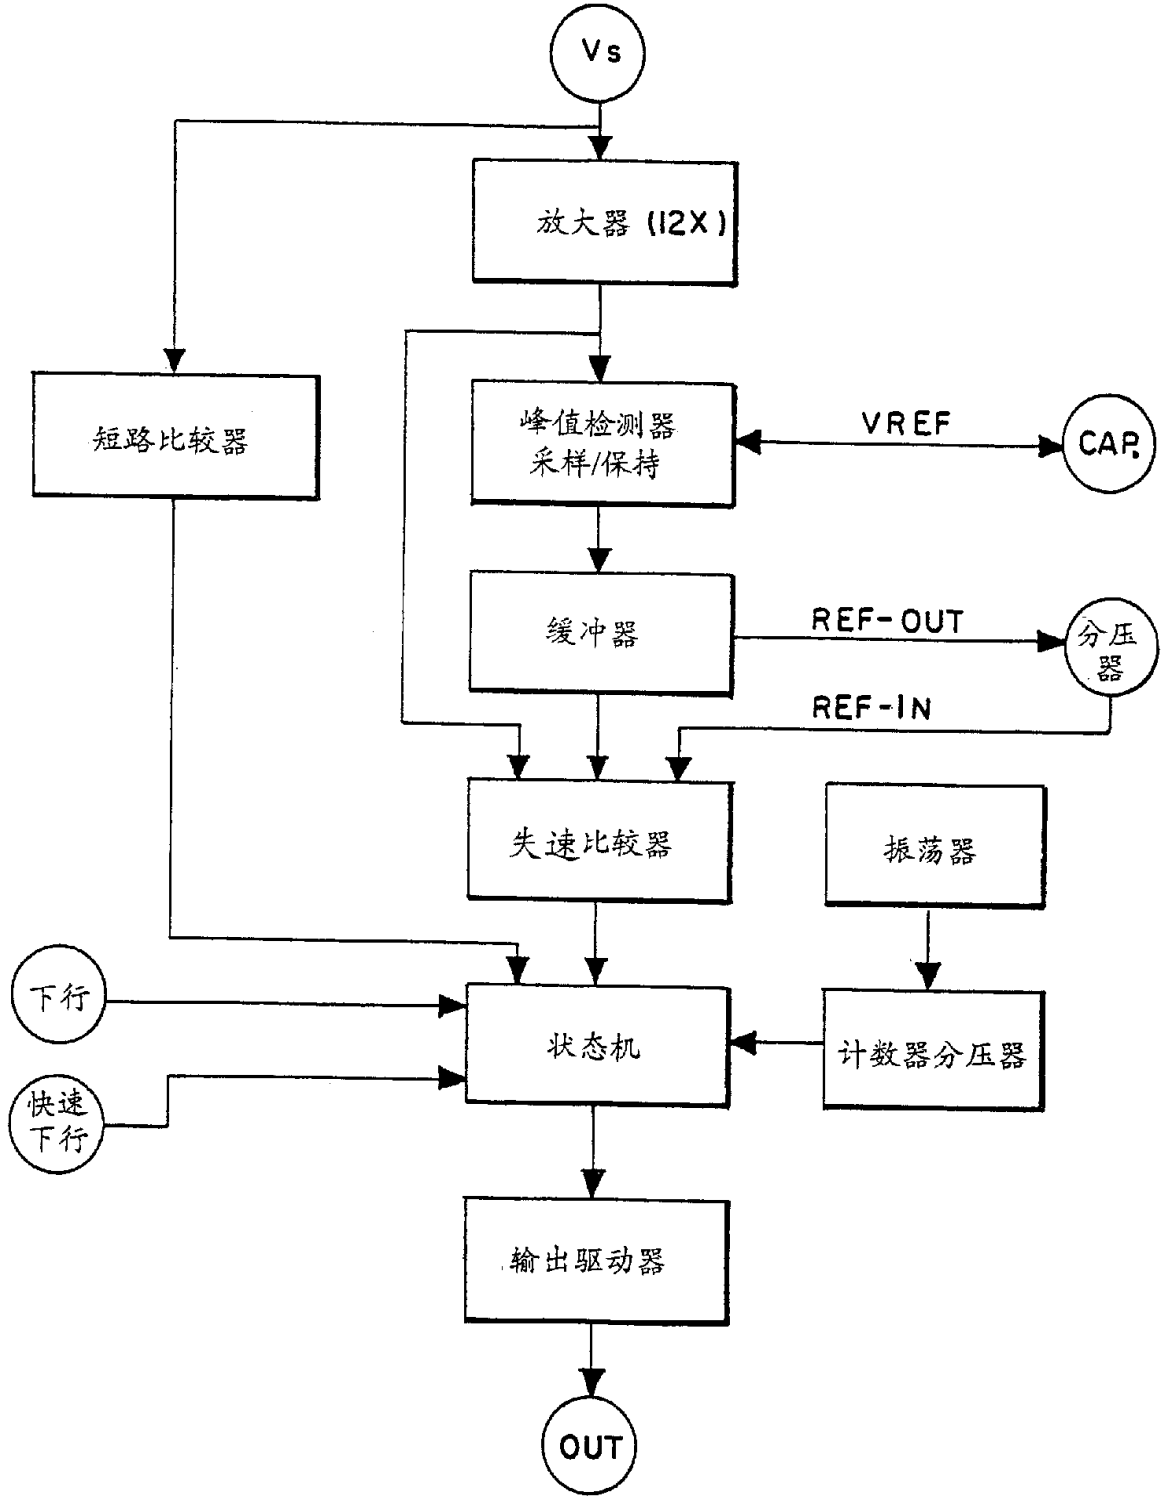 Vs
放大器 (12X)
短路比较器
峰值检测器
采样/保持
VREF
CAP.
缓冲器
REF-OUT
分压
器
REF-IN
失速比较器
振荡器
下行
状态机
计数器分压器
快速
下行
输出驱动器
OUT